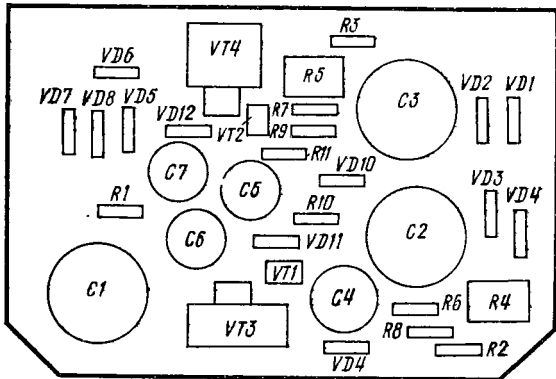 R3
VD6
VT4
R5
VD7
VD8
VD5
R7
C3
VD2
VD1
VD12
VT2
R9
R11
C7
C5
VD10
VD3
VD4
R1
R10
C6
C2
VD11
C1
VT1
C4
R4
R6
VT3
R8
VD4
R2